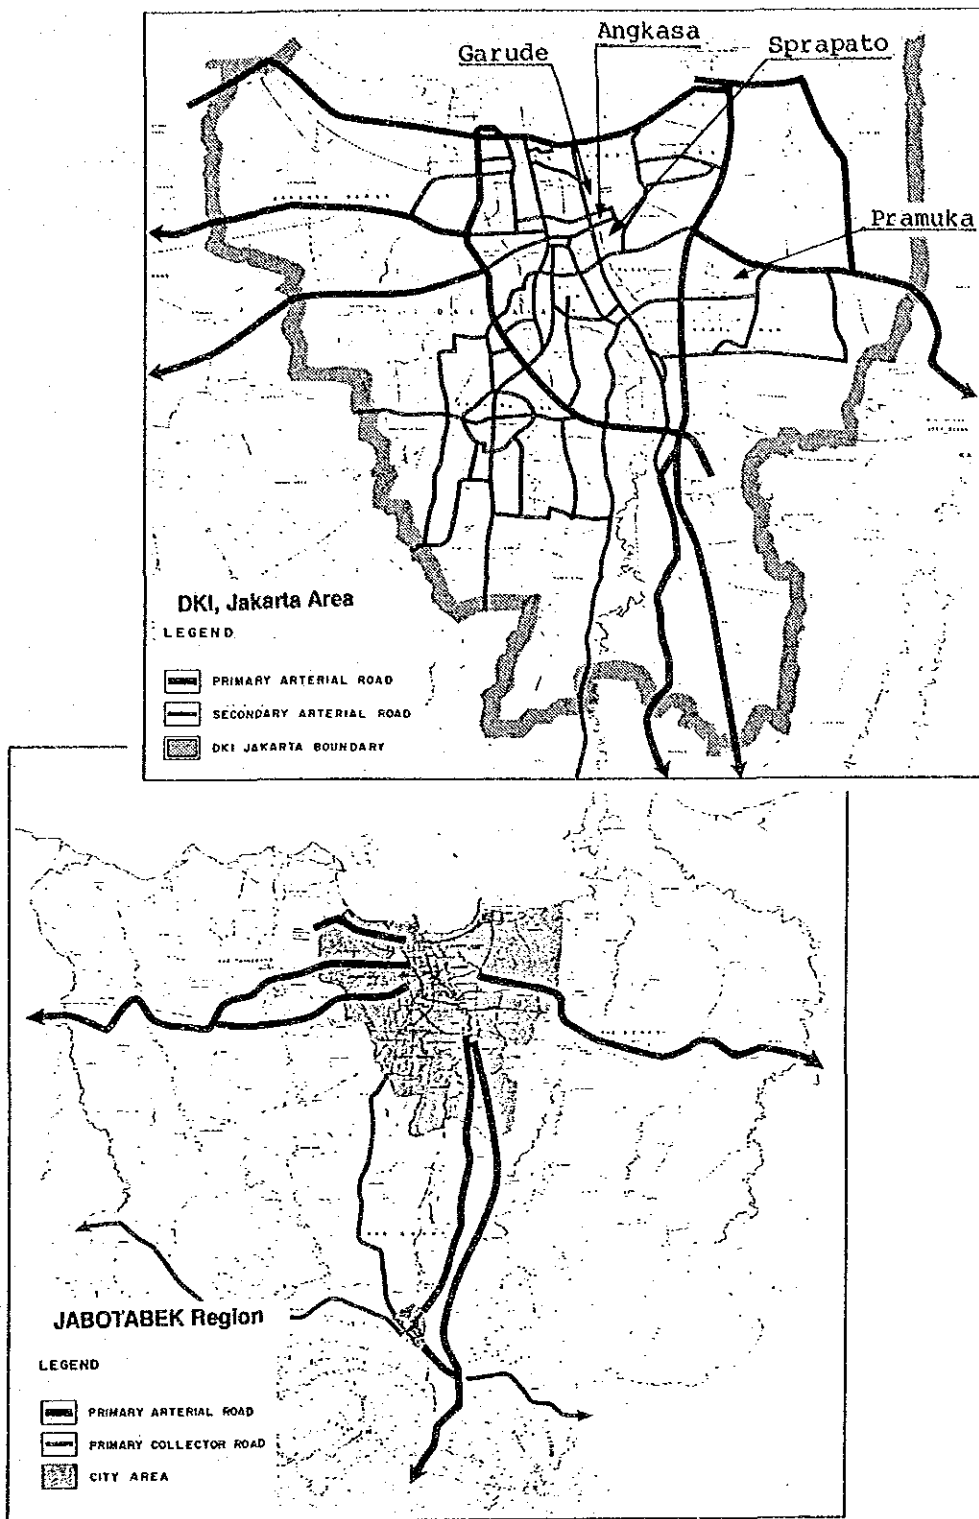 Angkasa
Garude
Sprapato
Pramuka
DKI, Jakarta Area
LEGEND
PRIMARY ARTERIAL ROAD
SECONDARY ARTERIAL ROAD
DKI JAKARTA BOUNDARY
JABOTABEK Region
LEGEND
PRIMARY ARTERIAL ROAD
PRIMARY COLLECTOR ROAD
CITY AREA